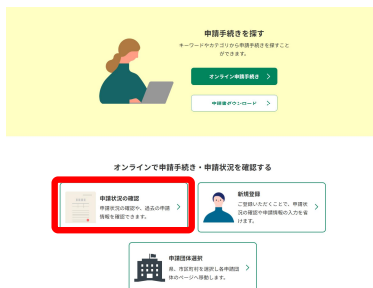 申請手続きを探す
キーワードやカテゴリから申請手続きを探すこと
ができます。
オンライン申請手続き
申請書ダウンロード
オンラインで申請手続き・申請状況を確認する
申請状況の確認
申請状況の確認や、過去の申請
情報を確認できます。
新規登録
ご登録いただくことで、申請状
況の確認や申請情報の入力を省
けます。
申請団体選択
県、市区町村を選択し各申請団
体のページへ移動します。